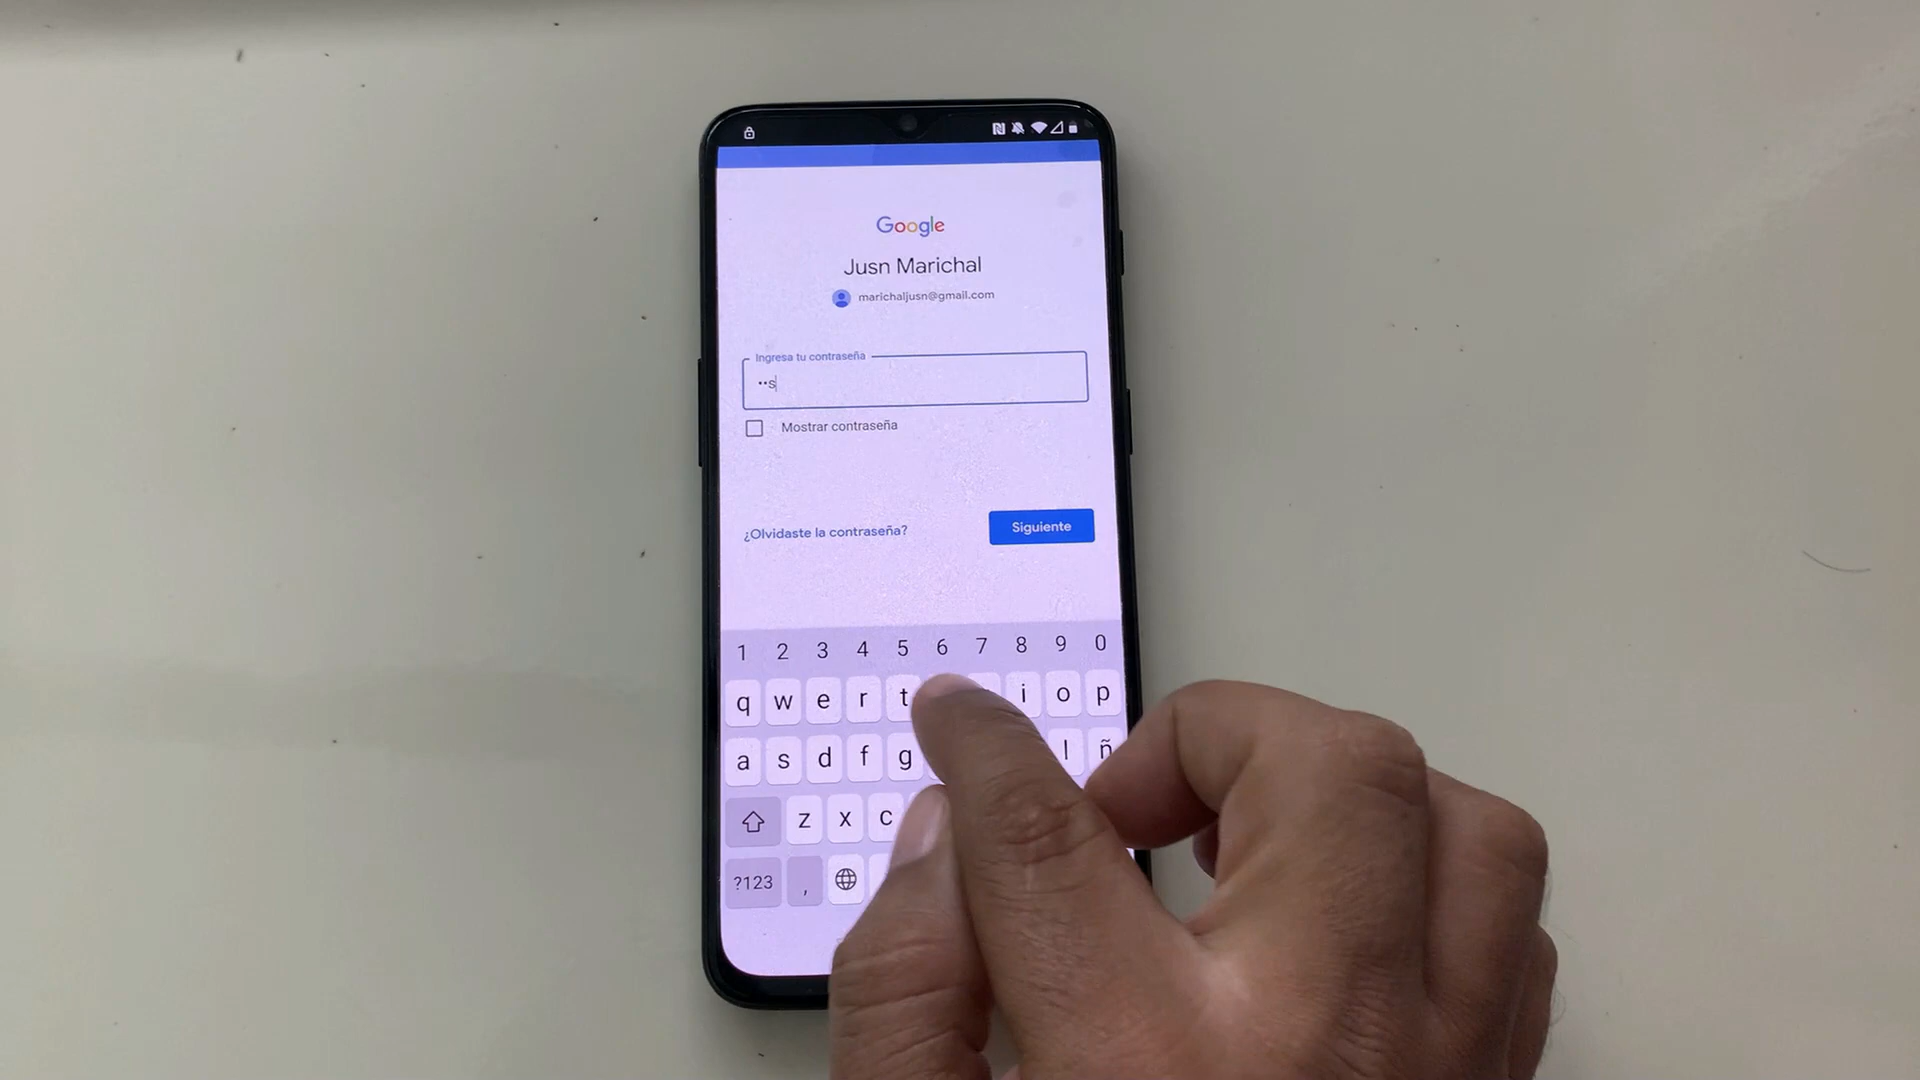 Google
Jusn Marichal
marichaljusn@gmail.com
Ingresa tu contraseña
••s
Mostrar contraseña
¿Olvidaste la contraseña?
Siguiente
1 2 3 4 5 6 7 8 9 0
q w e r t i o p
a s d f g l ñ
z x c
?123 ,